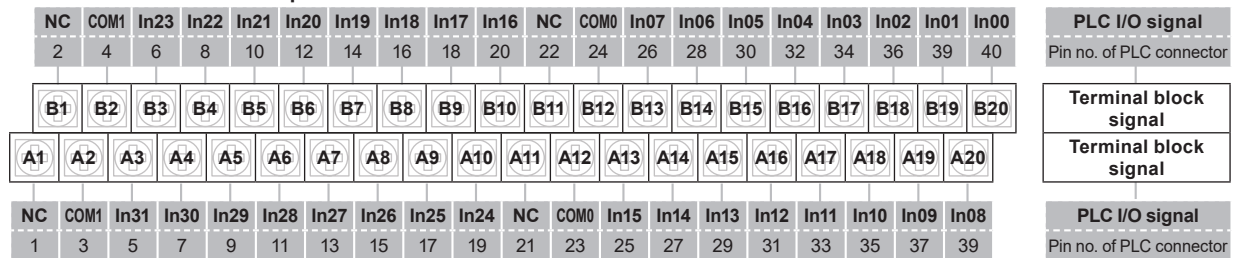 NC COM1 In23 In22 In21 In20 In19 In18 In17 In16 NC COM0 In07 In06 In05 In04 In03 In02 In01 In00 PLC I/O signal
2 4 6 8 10 12 14 16 18 20 22 24 26 28 30 32 34 36 39 40 Pin no. of PLC connector
B1 B2 B3 B4 B5 B6 B7 B8 B9 B10 B11 B12 B13 B14 B15 B16 B17 B18 B19 B20 Terminal block
signal
A1 A2 A3 A4 A5 A6 A7 A8 A9 A10 A11 A12 A13 A14 A15 A16 A17 A18 A19 A20 Terminal block
signal
NC COM1 In31 In30 In29 In28 In27 In26 In25 In24 NC COM0 In15 In14 In13 In12 In11 In10 In09 In08 PLC I/O signal
1 3 5 7 9 11 13 15 17 19 21 23 25 27 29 31 33 35 37 39 Pin no. of PLC connector